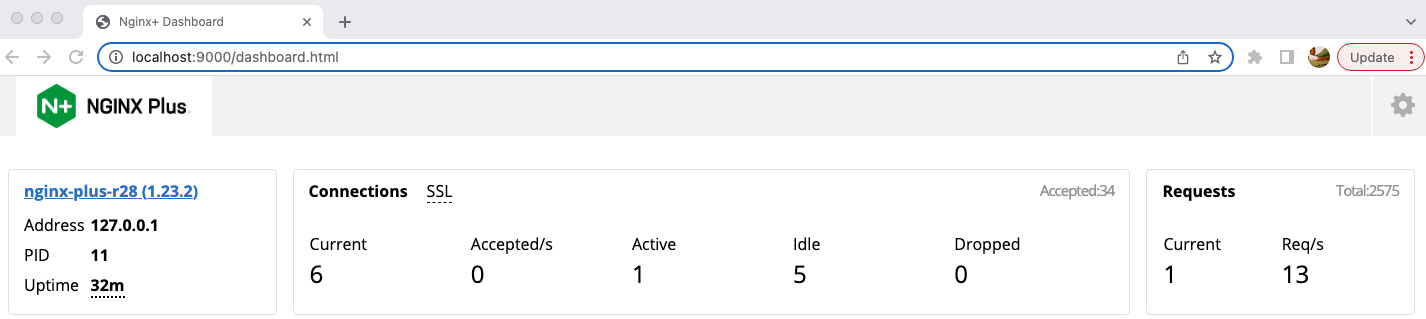 Nginx+ Dashboard
localhost:9000/dashboard.html
Update
N+ NGINX Plus
nginx-plus-r28 (1.23.2)
Address 127.0.0.1
PID 11
Uptime 32m
Connections SSL Accepted:34
Current Accepted/s Active Idle Dropped
6 0 1 5 0
Requests Total:2575
Current Req/s
1 13